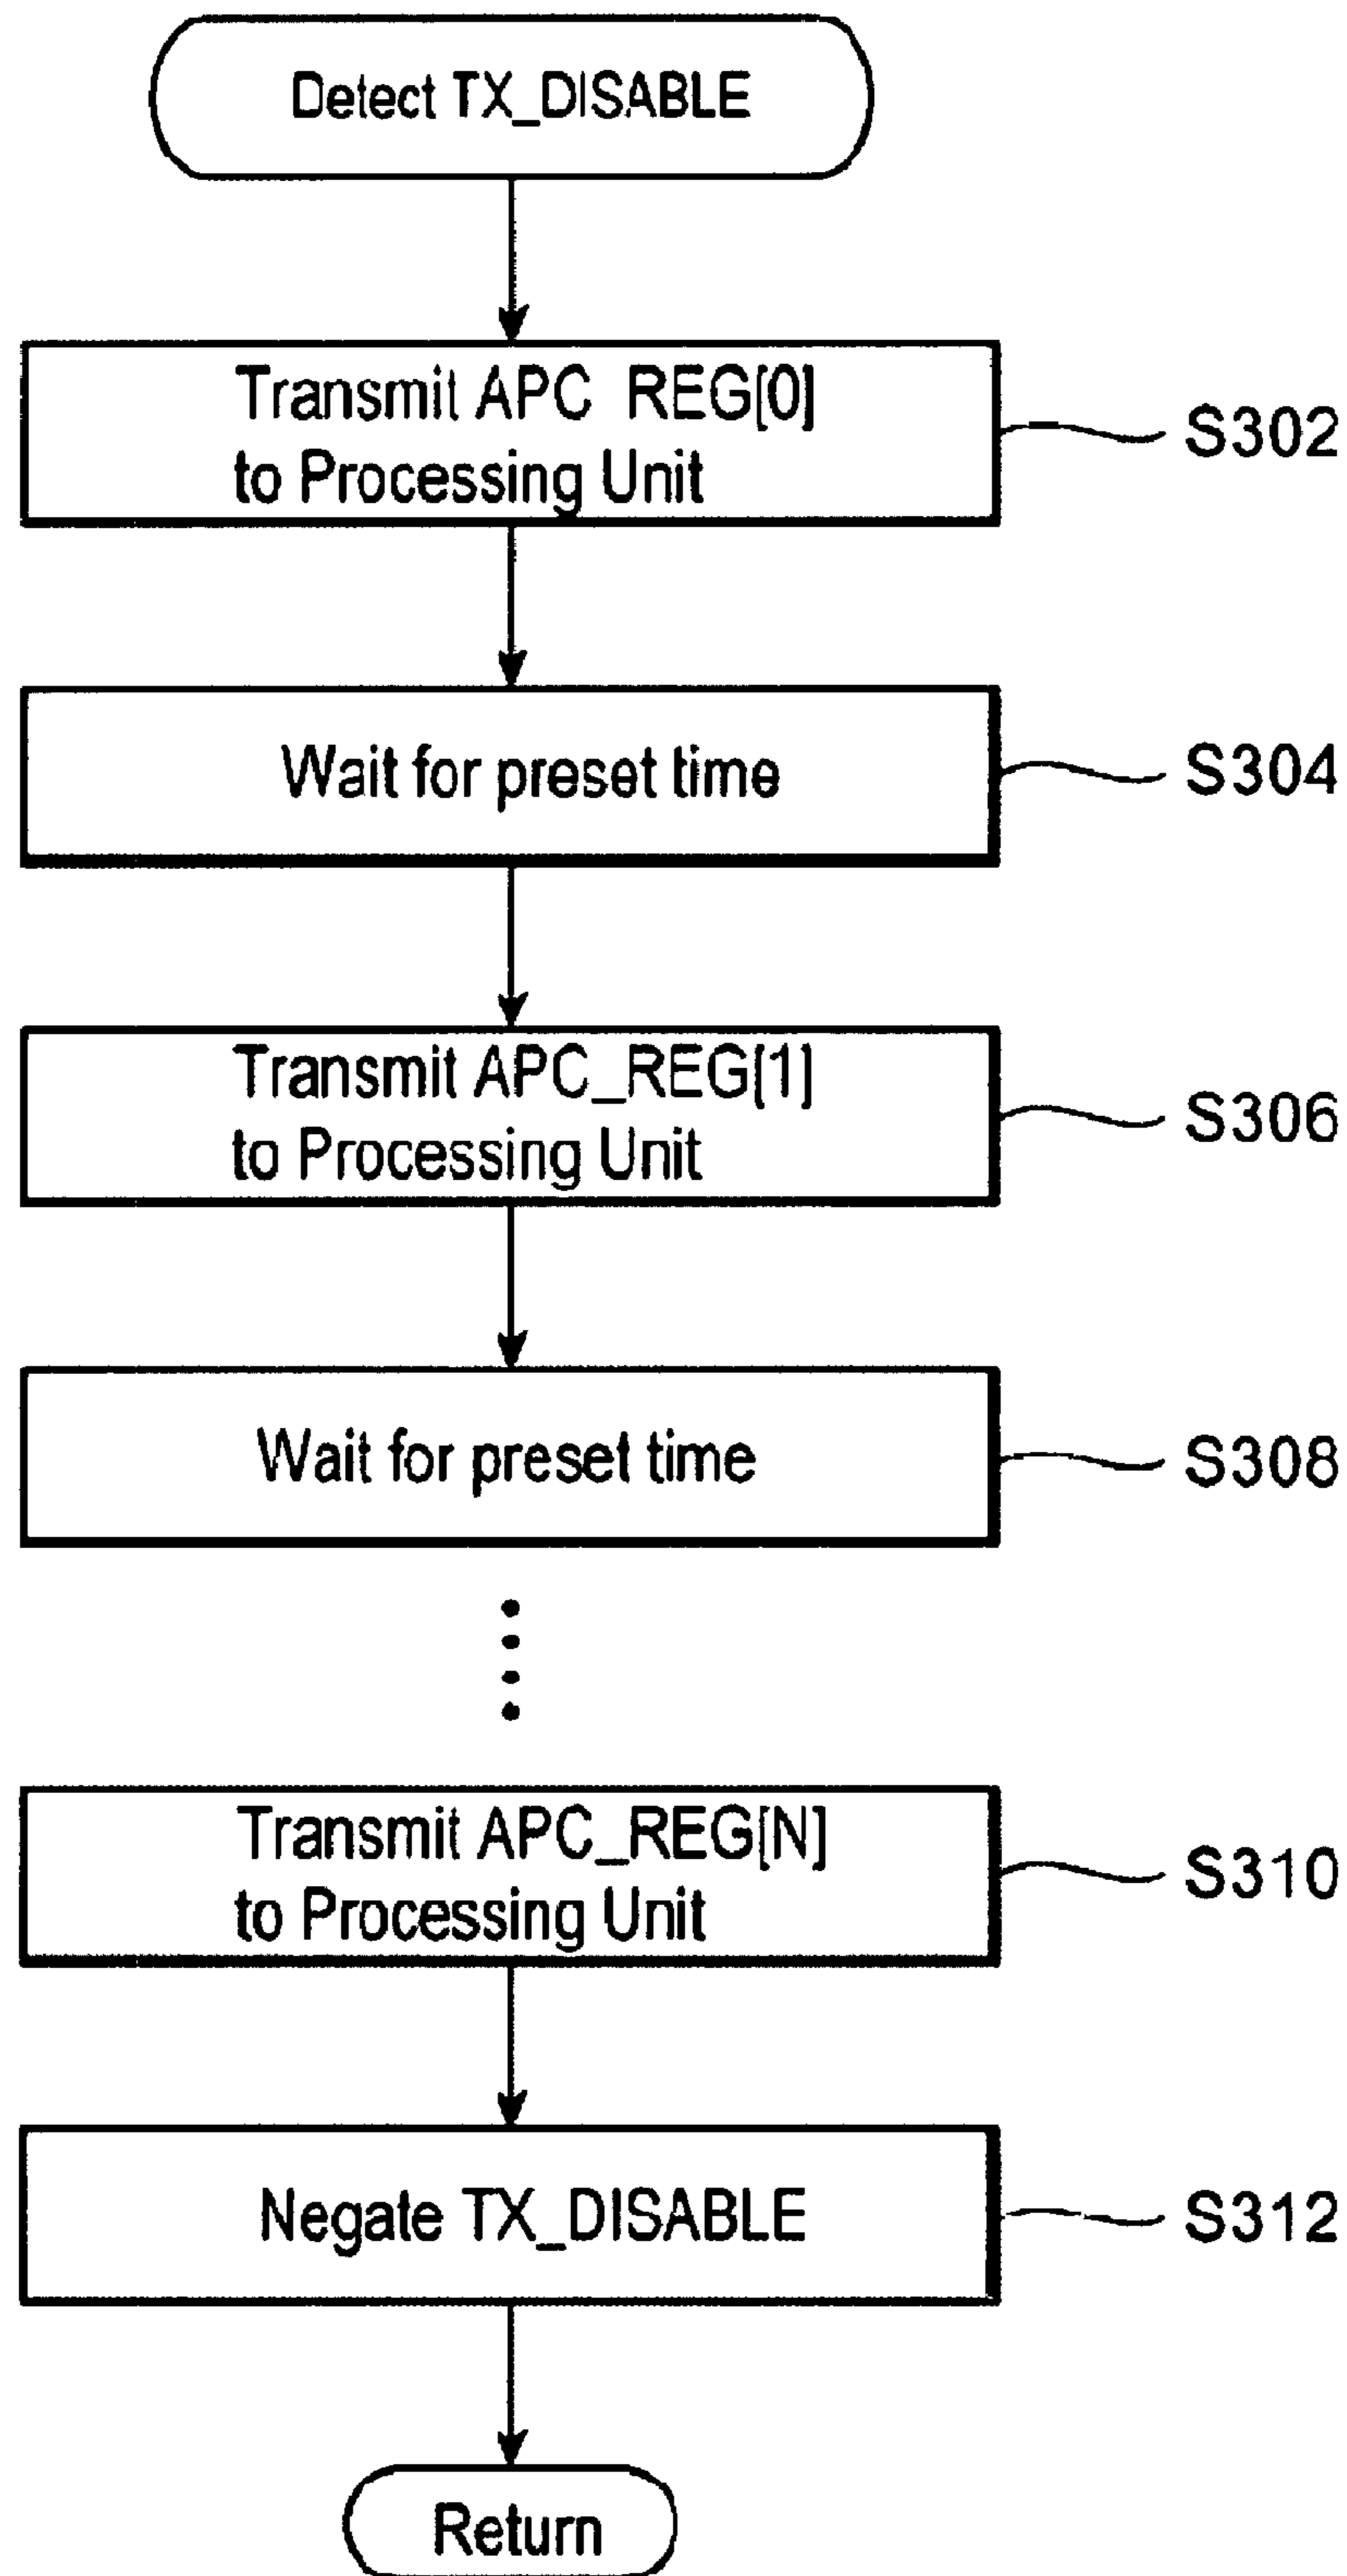 Detect TX_DISABLE
Transmit APC REG[0]
to Processing Unit
S302
Wait for preset time
S304
Transmit APC_REG[1]
to Processing Unit
S306
Wait for preset time
S308
Transmit APC_REG[N]
to Processing Unit
S310
Negate TX_DISABLE
S312
Return